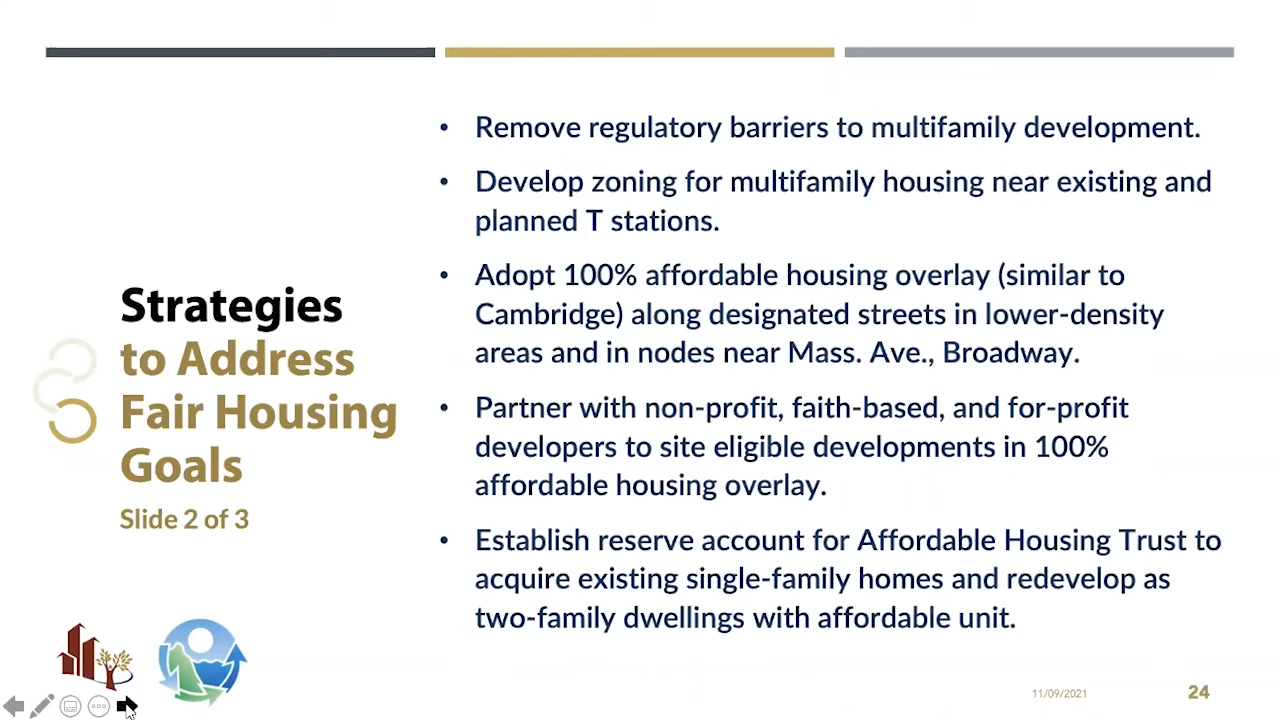 Strategies
to Address
Fair Housing
Goals
Slide 2 of 3
• Remove regulatory barriers to multifamily development.
• Develop zoning for multifamily housing near existing and
planned T stations.
• Adopt 100% affordable housing overlay (similar to
Cambridge) along designated streets in lower-density
areas and in nodes near Mass. Ave., Broadway.
• Partner with non-profit, faith-based, and for-profit
developers to site eligible developments in 100%
affordable housing overlay.
• Establish reserve account for Affordable Housing Trust to
acquire existing single-family homes and redevelop as
two-family dwellings with affordable unit.
11/09/2021
24